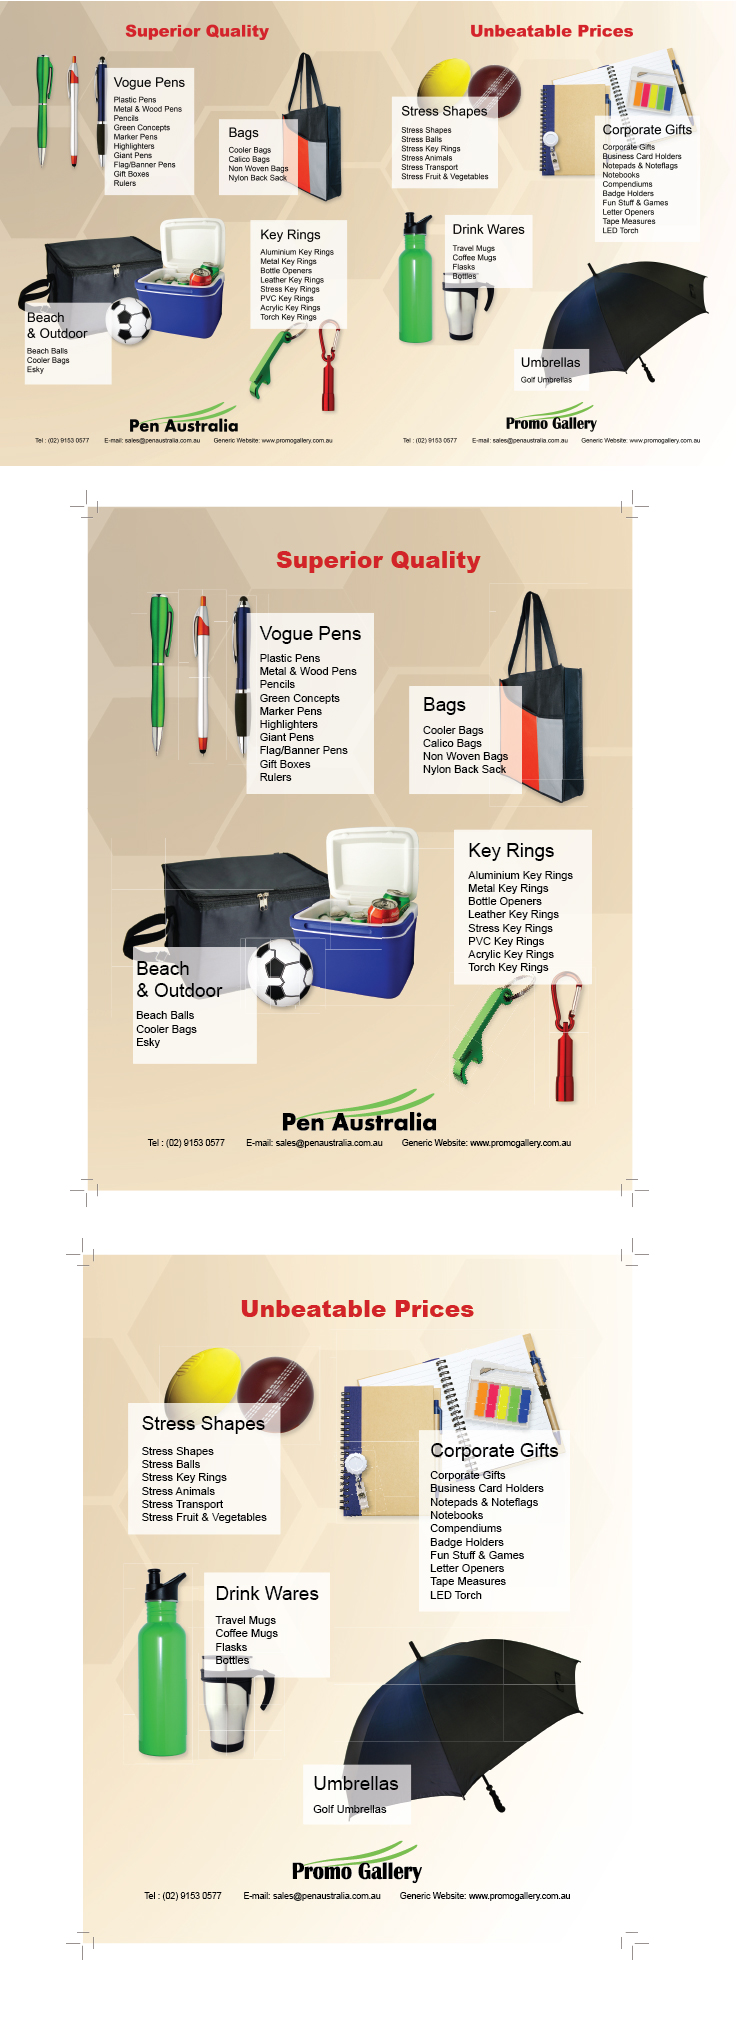 Superior Quality
Vogue Pens
Plastic Pens
Metal & Wood Pens
Pencils
Green Concepts
Marker Pens
Highlighters
Giant Pens
Flag/Banner Pens
Gift Boxes
Rulers
Bags
Cooler Bags
Calico Bags
Non Woven Bags
Nylon Back Sack
Key Rings
Aluminium Key Rings
Metal Key Rings
Bottle Openers
Leather Key Rings
Stress Key Rings
PVC Key Rings
Acrylic Key Rings
Torch Key Rings
Beach
& Outdoor
Beach Balls
Cooler Bags
Esky
Pen Australia
Tel : (02) 9153 0577 E-mail: sales@penaustralia.com.au Generic Website: www.promogallery.com.au
Unbeatable Prices
Stress Shapes
Stress Shapes
Stress Balls
Stress Key Rings
Stress Animals
Stress Transport
Stress Fruit & Vegetables
Corporate Gifts
Corporate Gifts
Business Card Holders
Notepads & Noteflags
Notebooks
Compendiums
Badge Holders
Fun Stuff & Games
Letter Openers
Tape Measures
LED Torch
Drink Wares
Travel Mugs
Coffee Mugs
Flasks
Bottles
Umbrellas
Golf Umbrellas
Promo Gallery
Tel : (02) 9153 0577 E-mail: sales@penaustralia.com.au Generic Website: www.promogallery.com.au
Superior Quality
Vogue Pens
Plastic Pens
Metal & Wood Pens
Pencils
Green Concepts
Marker Pens
Highlighters
Giant Pens
Flag/Banner Pens
Gift Boxes
Rulers
Bags
Cooler Bags
Calico Bags
Non Woven Bags
Nylon Back Sack
Key Rings
Aluminium Key Rings
Metal Key Rings
Bottle Openers
Leather Key Rings
Stress Key Rings
PVC Key Rings
Acrylic Key Rings
Torch Key Rings
Beach
& Outdoor
Beach Balls
Cooler Bags
Esky
Pen Australia
Tel : (02) 9153 0577 E-mail: sales@penaustralia.com.au Generic Website: www.promogallery.com.au
Unbeatable Prices
Stress Shapes
Stress Shapes
Stress Balls
Stress Key Rings
Stress Animals
Stress Transport
Stress Fruit & Vegetables
Corporate Gifts
Corporate Gifts
Business Card Holders
Notepads & Noteflags
Notebooks
Compendiums
Badge Holders
Fun Stuff & Games
Letter Openers
Tape Measures
LED Torch
Drink Wares
Travel Mugs
Coffee Mugs
Flasks
Bottles
Umbrellas
Golf Umbrellas
Promo Gallery
Tel : (02) 9153 0577 E-mail: sales@penaustralia.com.au Generic Website: www.promogallery.com.au